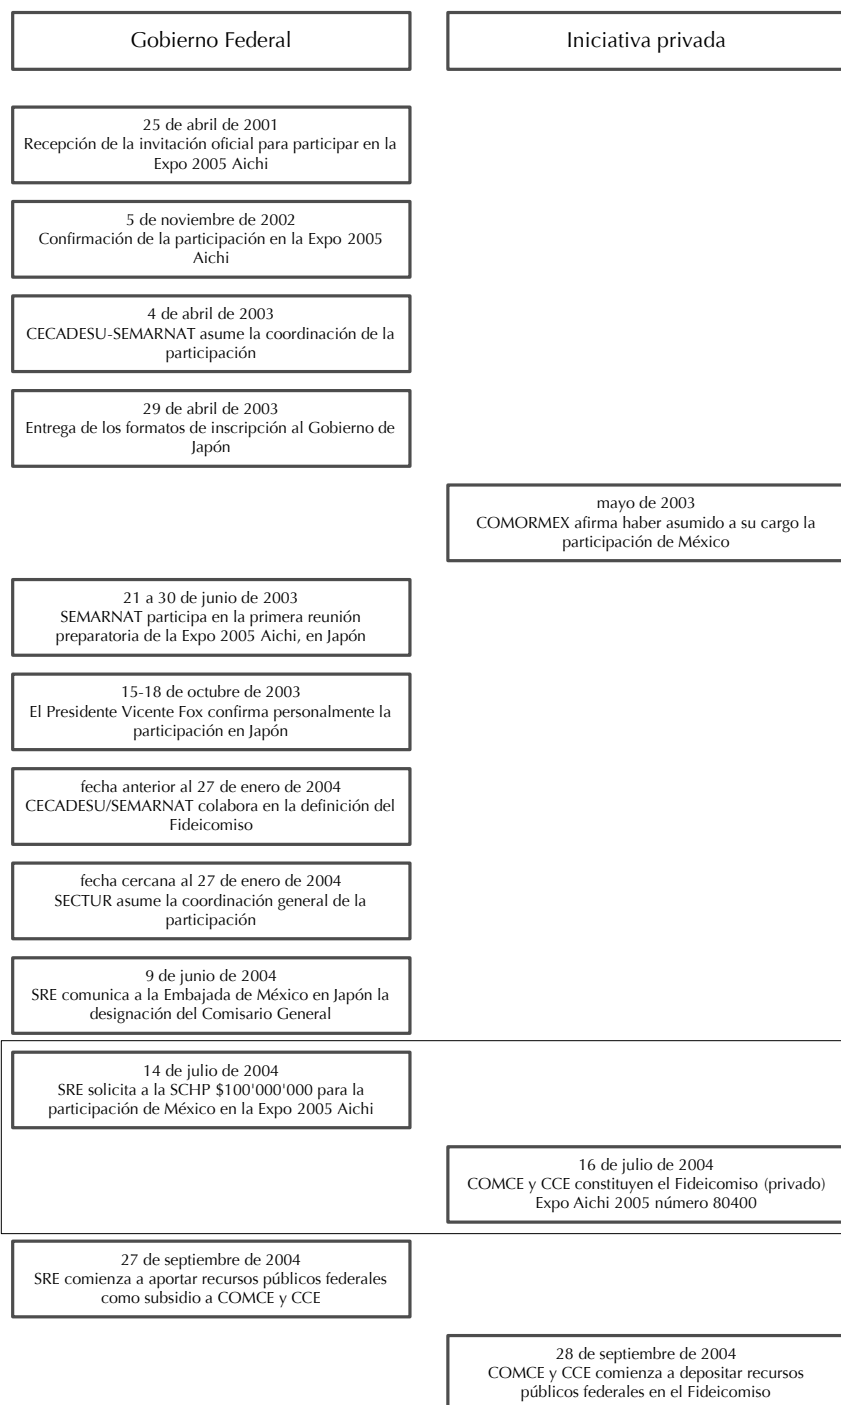 Gobierno Federal
Iniciativa privada
25 de abril de 2001
Recepción de la invitación oficial para participar en la
Expo 2005 Aichi
5 de noviembre de 2002
Confirmación de la participación en la Expo 2005
Aichi
4 de abril de 2003
CECADESU-SEMARNAT asume la coordinación de la
participación
29 de abril de 2003
Entrega de los formatos de inscripción al Gobierno de
Japón
mayo de 2003
COMORMEX afirma haber asumido a su cargo la
participación de México
21 a 30 de junio de 2003
SEMARNAT participa en la primera reunión
preparatoria de la Expo 2005 Aichi, en Japón
15-18 de octubre de 2003
El Presidente Vicente Fox confirma personalmente la
participación en Japón
fecha anterior al 27 de enero de 2004
CECADESU/SEMARNAT colabora en la definición del
Fideicomiso
fecha cercana al 27 de enero de 2004
SECTUR asume la coordinación general de la
participación
9 de junio de 2004
SRE comunica a la Embajada de México en Japón la
designación del Comisario General
14 de julio de 2004
SRE solicita a la SCHP $100'000'000 para la
participación de México en la Expo 2005 Aichi
16 de julio de 2004
COMCE y CCE constituyen el Fideicomiso (privado)
Expo Aichi 2005 número 80400
27 de septiembre de 2004
SRE comienza a aportar recursos públicos federales
como subsidio a COMCE y CCE
28 de septiembre de 2004
COMCE y CCE comienza a depositar recursos
públicos federales en el Fideicomiso